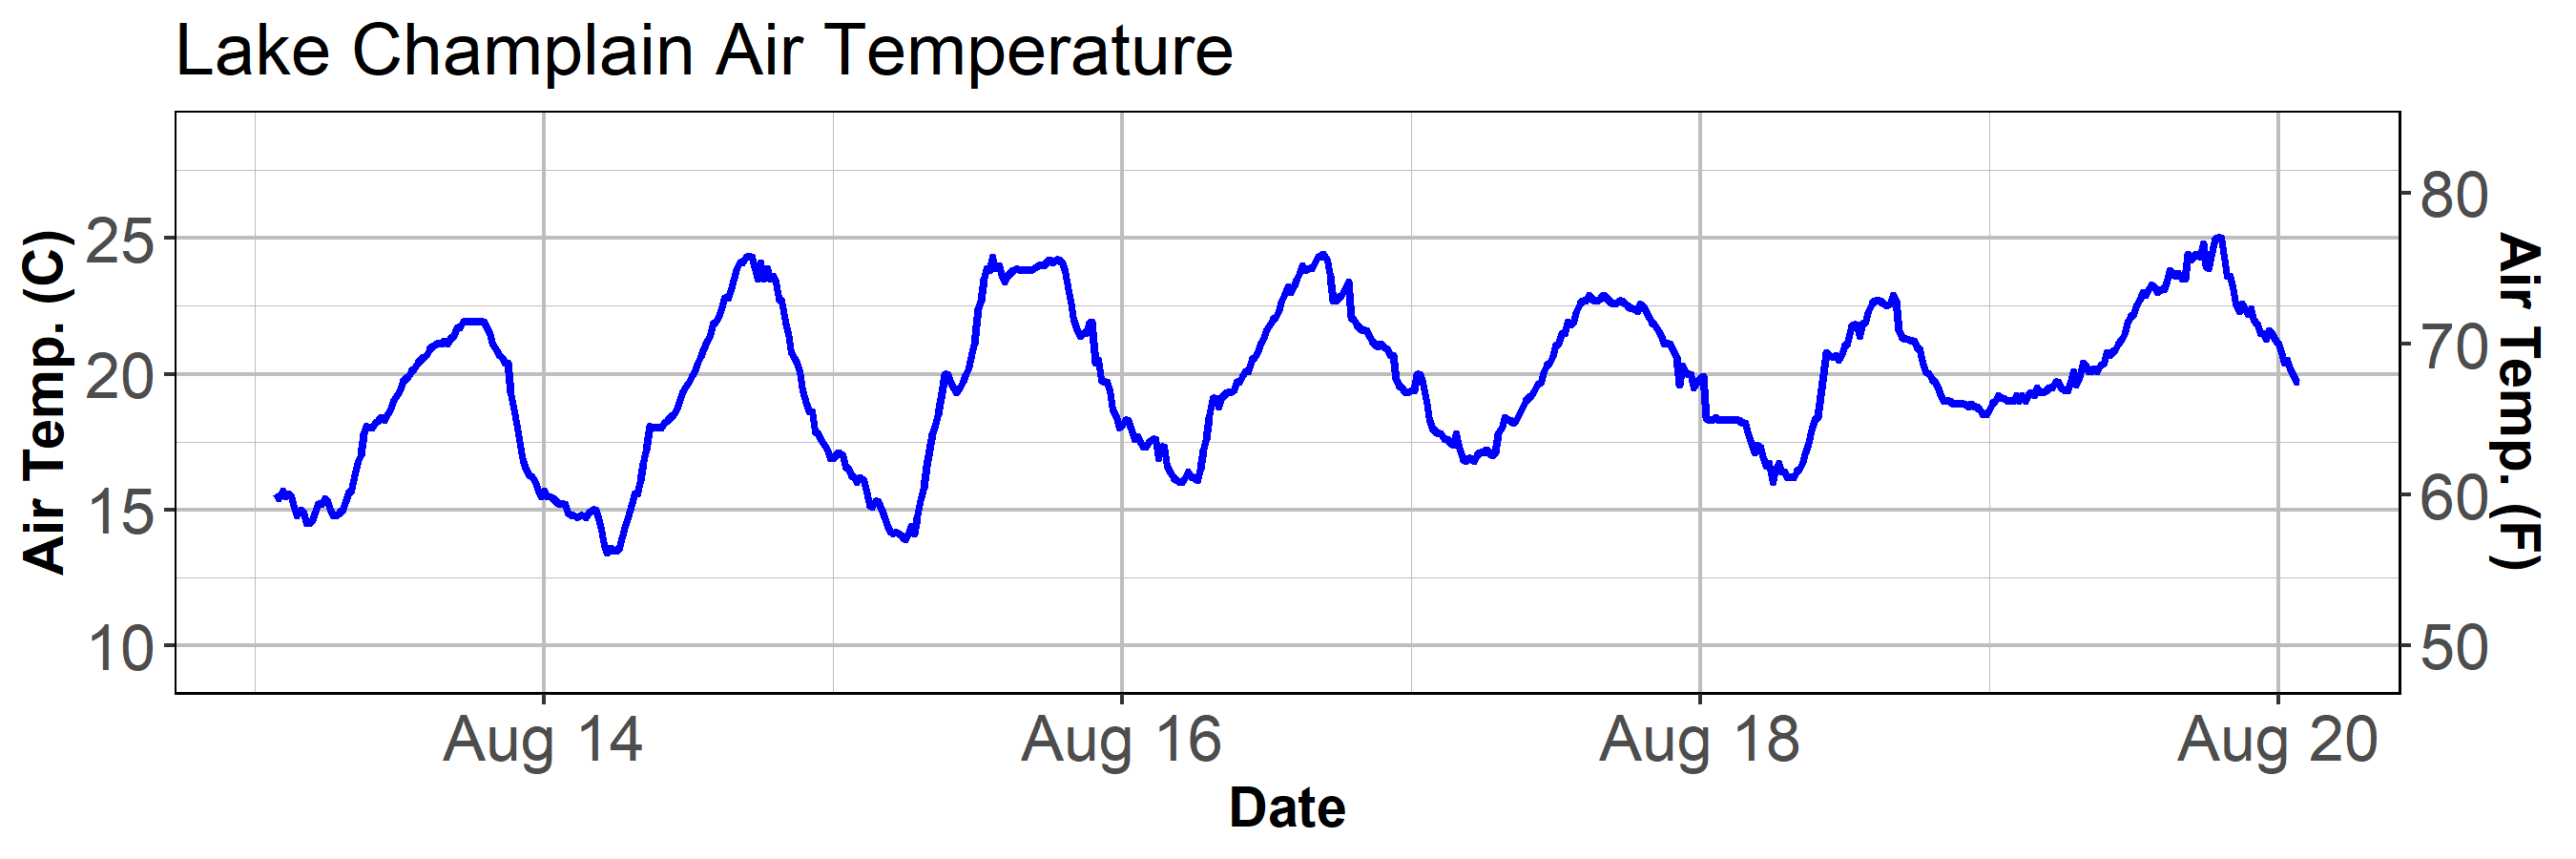 Lake Champlain Air Temperature
Air Temp. (C)
25
20
15
10
80
70
60
50
Air Temp. (F)
Aug 14 Aug 16 Aug 18 Aug 20
Date